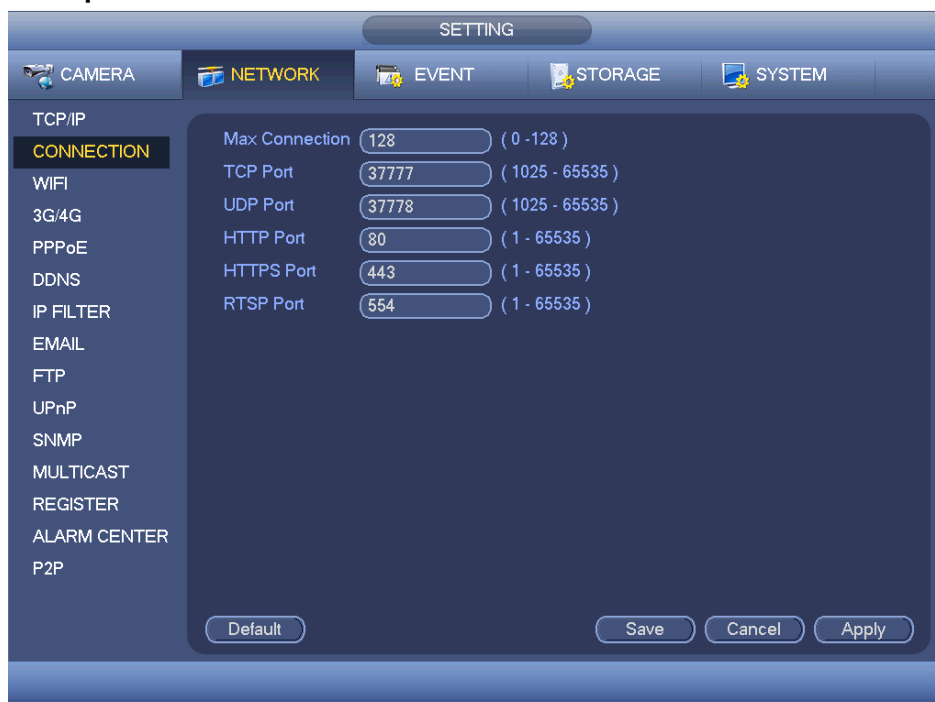 SETTING
CAMERA NETWORK EVENT STORAGE SYSTEM
TCP/IP
CONNECTION
WIFI
3G/4G
PPPoE
DDNS
IP FILTER
EMAIL
FTP
UPnP
SNMP
MULTICAST
REGISTER
ALARM CENTER
P2P
Max Connection 128 ( 0 -128 )
TCP Port 37777 ( 1025 - 65535 )
UDP Port 37778 ( 1025 - 65535 )
HTTP Port 80 ( 1 - 65535 )
HTTPS Port 443 ( 1 - 65535 )
RTSP Port 554 ( 1 - 65535 )
Default Save Cancel Apply